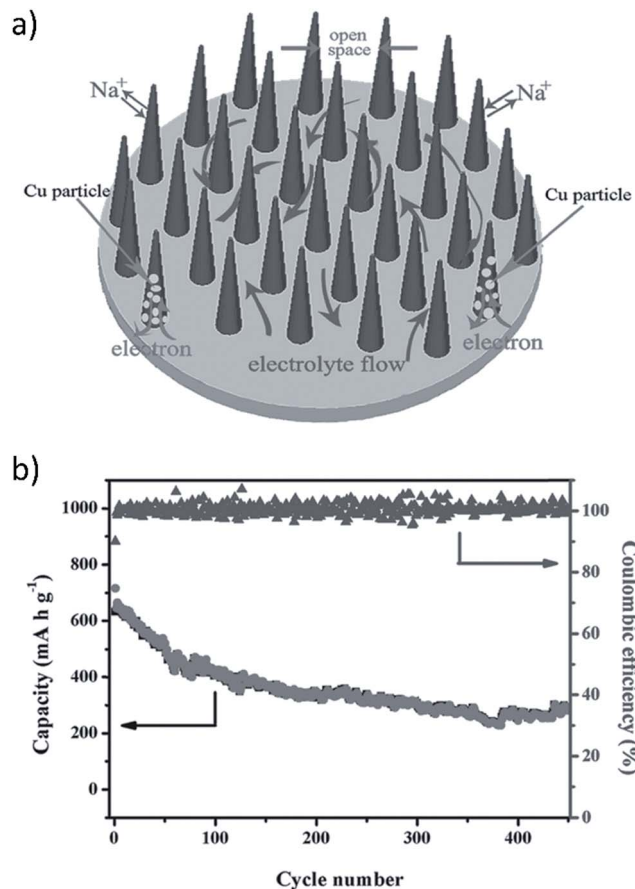 a)
open
space
Na+
Na+
Cu particle
Cu particle
electron
electrolyte flow
electron
b)
1000
800
600
400
200
0
Capacity (mA h g-1)
100
80
60
40
20
0
Coulombic efficiency (%)
0
100
200
300
400
Cycle number